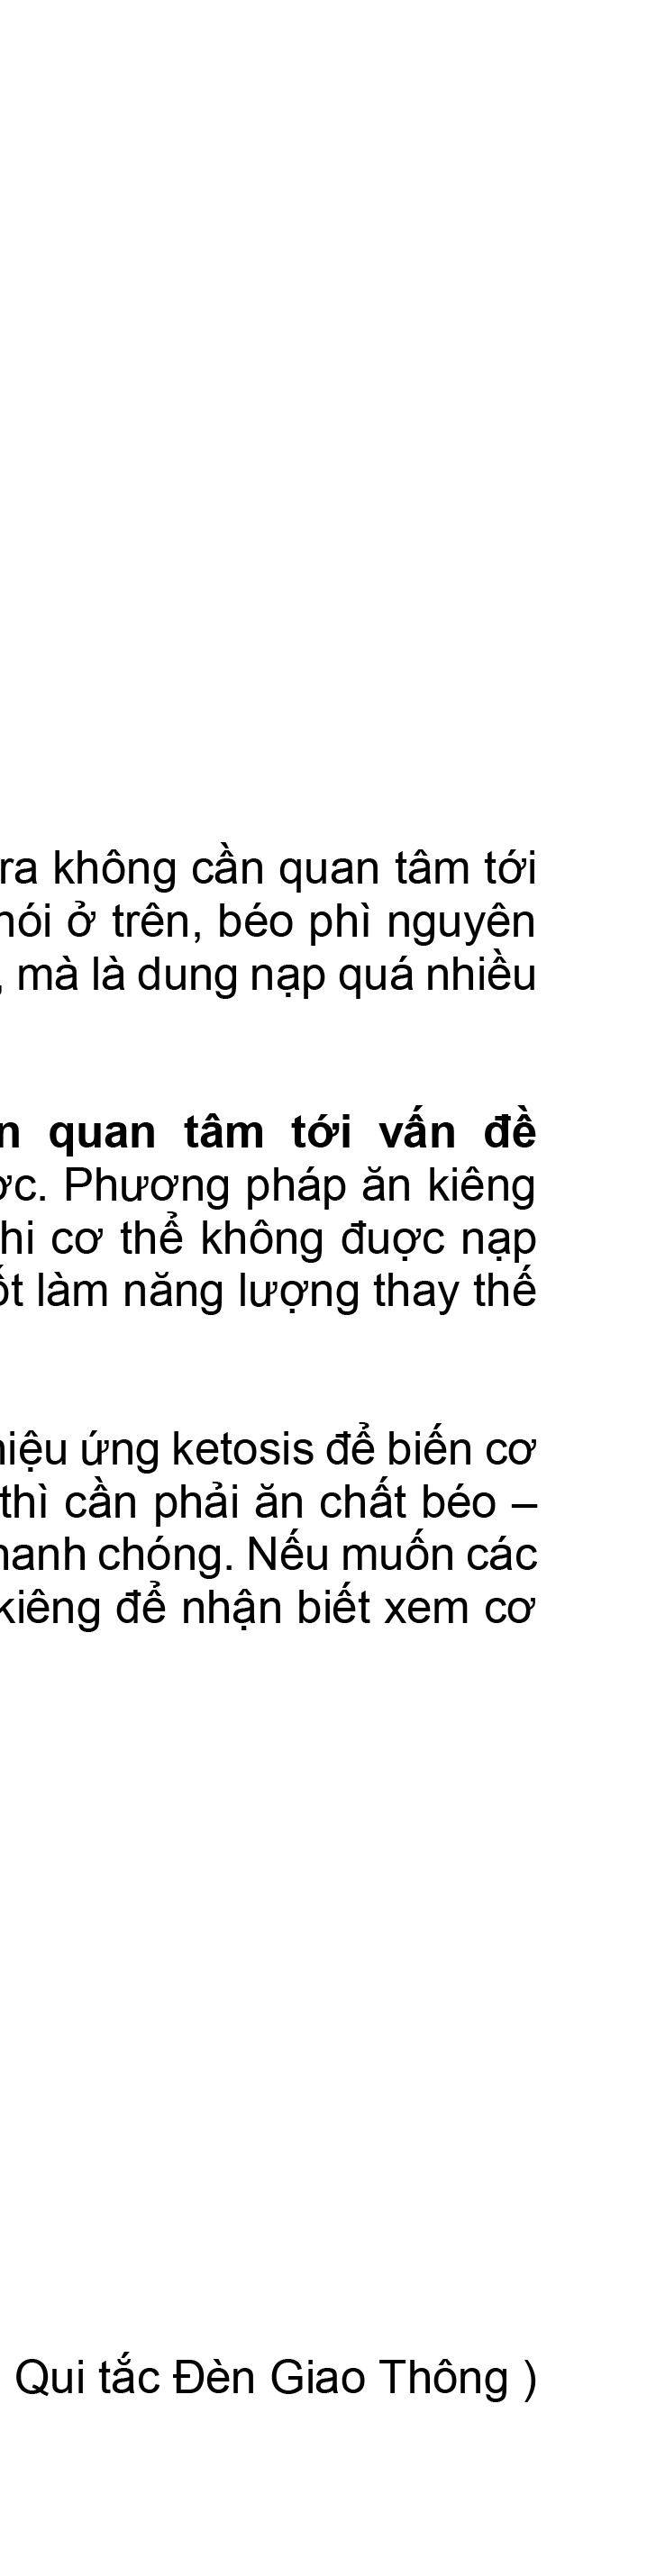 ra không cần quan tâm tới
nói ở trên, béo phì nguyên
, mà là dung nạp quá nhiều
n quan tâm tới vấn đề
ợc. Phương pháp ăn kiêng
hi cơ thể không đuợc nạp
ốt làm năng lượng thay thế
hiệu ứng ketosis để biến cơ
thì cần phải ăn chất béo –
hanh chóng. Nếu muốn các
kiêng để nhận biết xem cơ
Qui tắc Đèn Giao Thông )